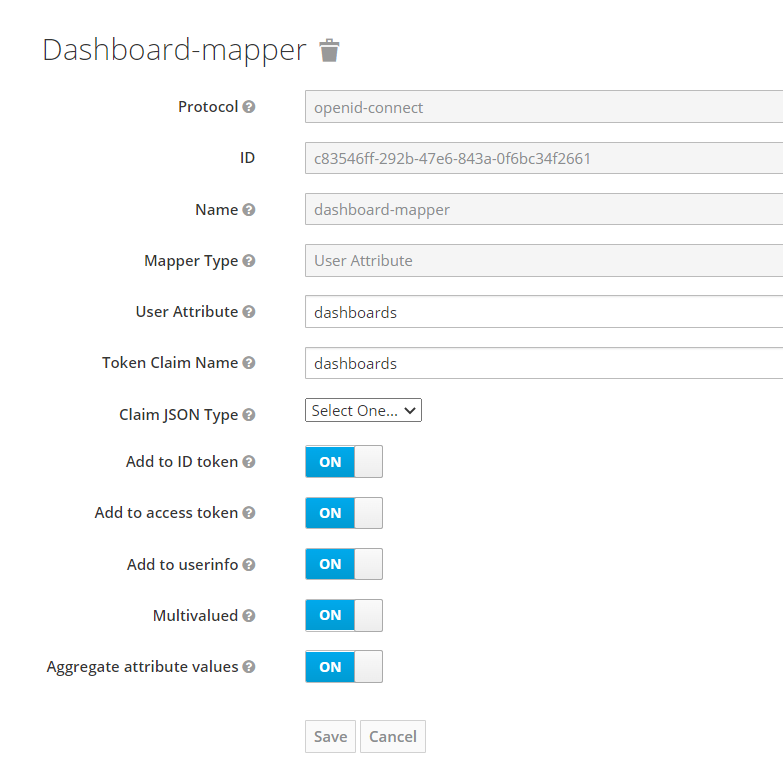 Dashboard-mapper
Protocol openid-connect
ID c83546ff-292b-47e6-843a-0f6bc34f2661
Name dashboard-mapper
Mapper Type User Attribute
User Attribute dashboards
Token Claim Name dashboards
Claim JSON Type Select One...
Add to ID token ON
Add to access token ON
Add to userinfo ON
Multivalued ON
Aggregate attribute values ON
Save Cancel